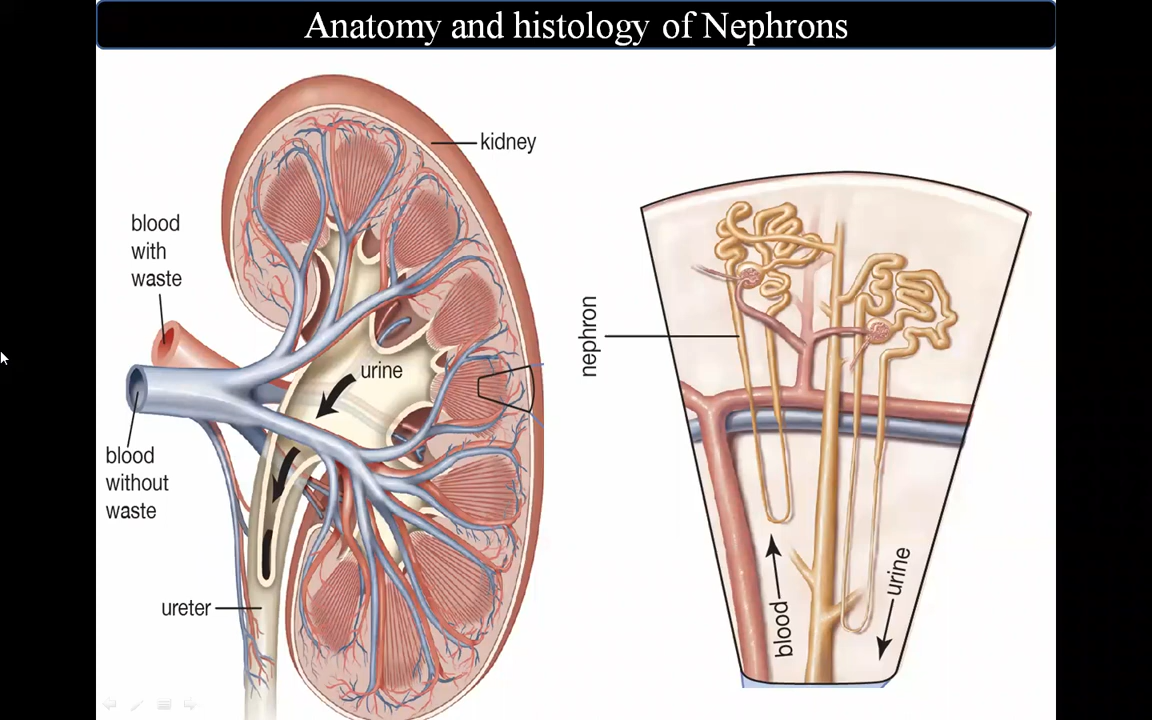 Anatomy and histology of Nephrons
kidney
blood
with
waste
urine
blood
without
waste
ureter
nephron
blood
urine